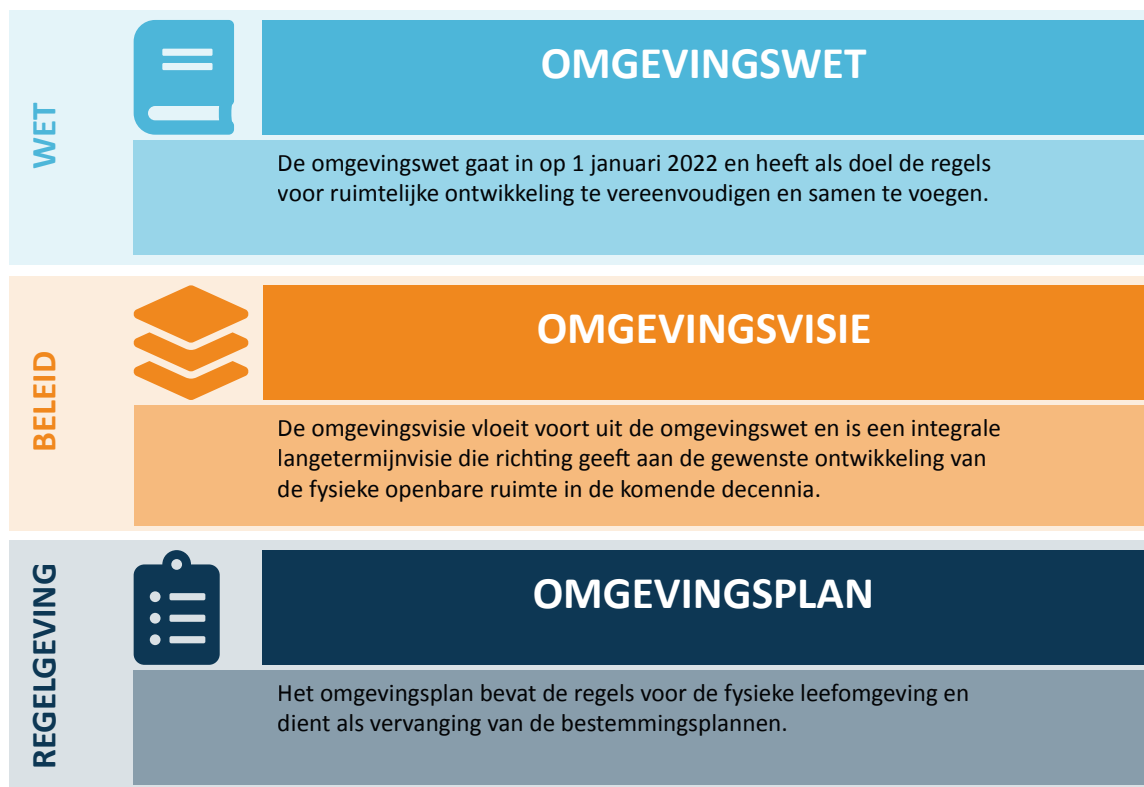 WET
OMGEVINGSWET
De omgevingswet gaat in op 1 januari 2022 en heeft als doel de regels
voor ruimtelijke ontwikkeling te vereenvoudigen en samen te voegen.
BELEID
OMGEVINGSVISIE
De omgevingsvisie vloeit voort uit de omgevingswet en is een integrale
langetermijnvisie die richting geeft aan de gewenste ontwikkeling van
de fysieke openbare ruimte in de komende decennia.
REGELGEVING
OMGEVINGSPLAN
Het omgevingsplan bevat de regels voor de fysieke leefomgeving en
dient als vervanging van de bestemmingsplannen.